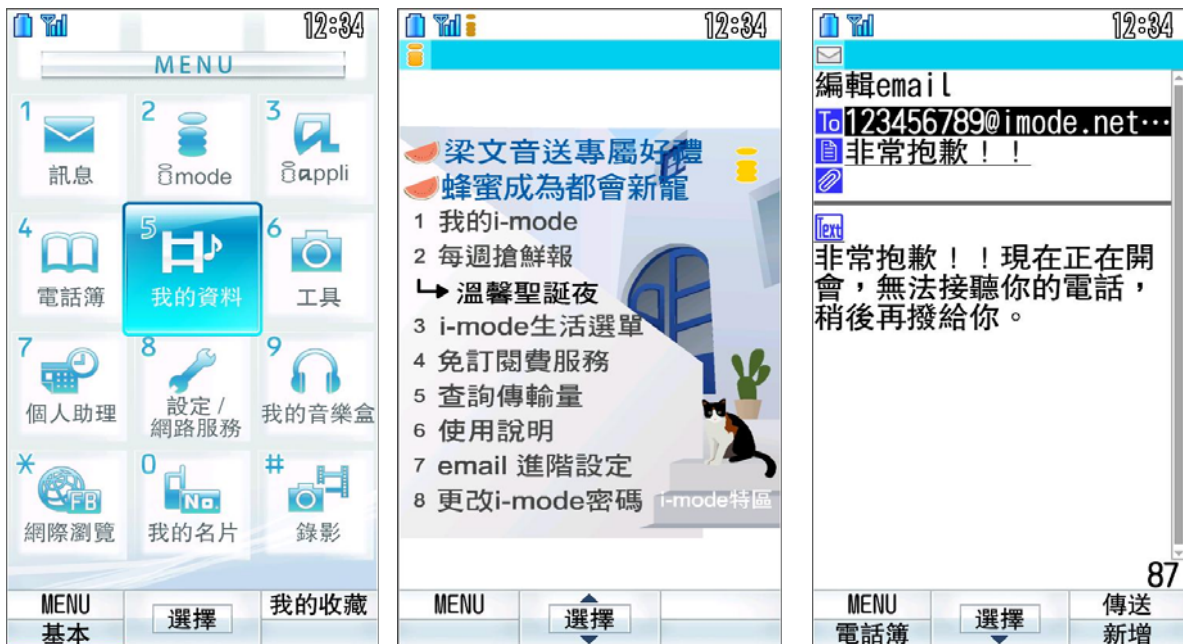 12:34
MENU
1
訊息
2
imode
3
iαppli
4
電話簿
5
我的資料
6
工具
7
個人助理
8
設定/
網路服務
9
我的音樂盒
*
FB
網際瀏覽
0
No.
我的名片
#
錄影
MENU
選擇
我的收藏
基本
12:34
梁文音送專屬好禮
蜂蜜成為都會新寵
1 我的i-mode
2 每週搶鮮報
溫馨聖誕夜
3 i-mode生活選單
4 免訂閱費服務
5 查詢傳輸量
6 使用說明
7 email 進階設定
8 更改i-mode密碼
i-mode特區
MENU
選擇
12:34
編輯email
To 123456789@imode.net…
非常抱歉！！
Text
非常抱歉！！現在正在開
會，無法接聽你的電話，
稍後再撥給你。
87
MENU
選擇
傳送
電話簿
新增